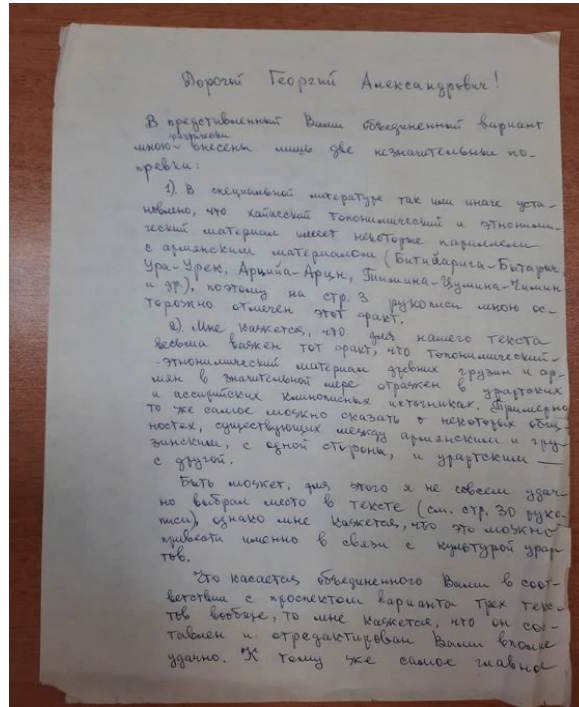 Дорогой Георгий Александрович!
В представленный Вами объединенный вариант
рукописи
мною внесены лишь две незначительные по-
правки:
1). В специальной литературе так или иначе уста-
новлено, что хайасский топонимический и этноними-
ческий материал имеет некоторые параллели
с армянским материалом (Битийарига-Бытарыч,
Ура-Урек, Арцийа-Арцн, Тимина-Цумина-Чимин
и др.), поэтому на стр. 3 рукописи мною ос-
торожно отмечен этот факт.
2). Мне кажется, что для нашего текста
весьма важен тот факт, что топонимический-
-этнонимический материал древних грузин и ар-
мян в значительной мере отражен в урартских
и ассирийских клинописных источниках. Примерно
то же самое можно сказать о некоторых общ-
ностях, существующих между армянским и гру-
зинским, с одной стороны, и урартским —
с другой.
Быть может, для этого я не совсем удач-
но выбрал место в тексте (см. стр. 30 руко-
писи), однако мне кажется, что это можно
привести именно в связи с культурой урар-
тов.
Что касается объединенного Вами в соот-
ветствии с проспектом варианта трех текс-
тов вообще, то мне кажется, что он сос-
тавлен и отредактирован Вами вполне
удачно. К тому же самое главное